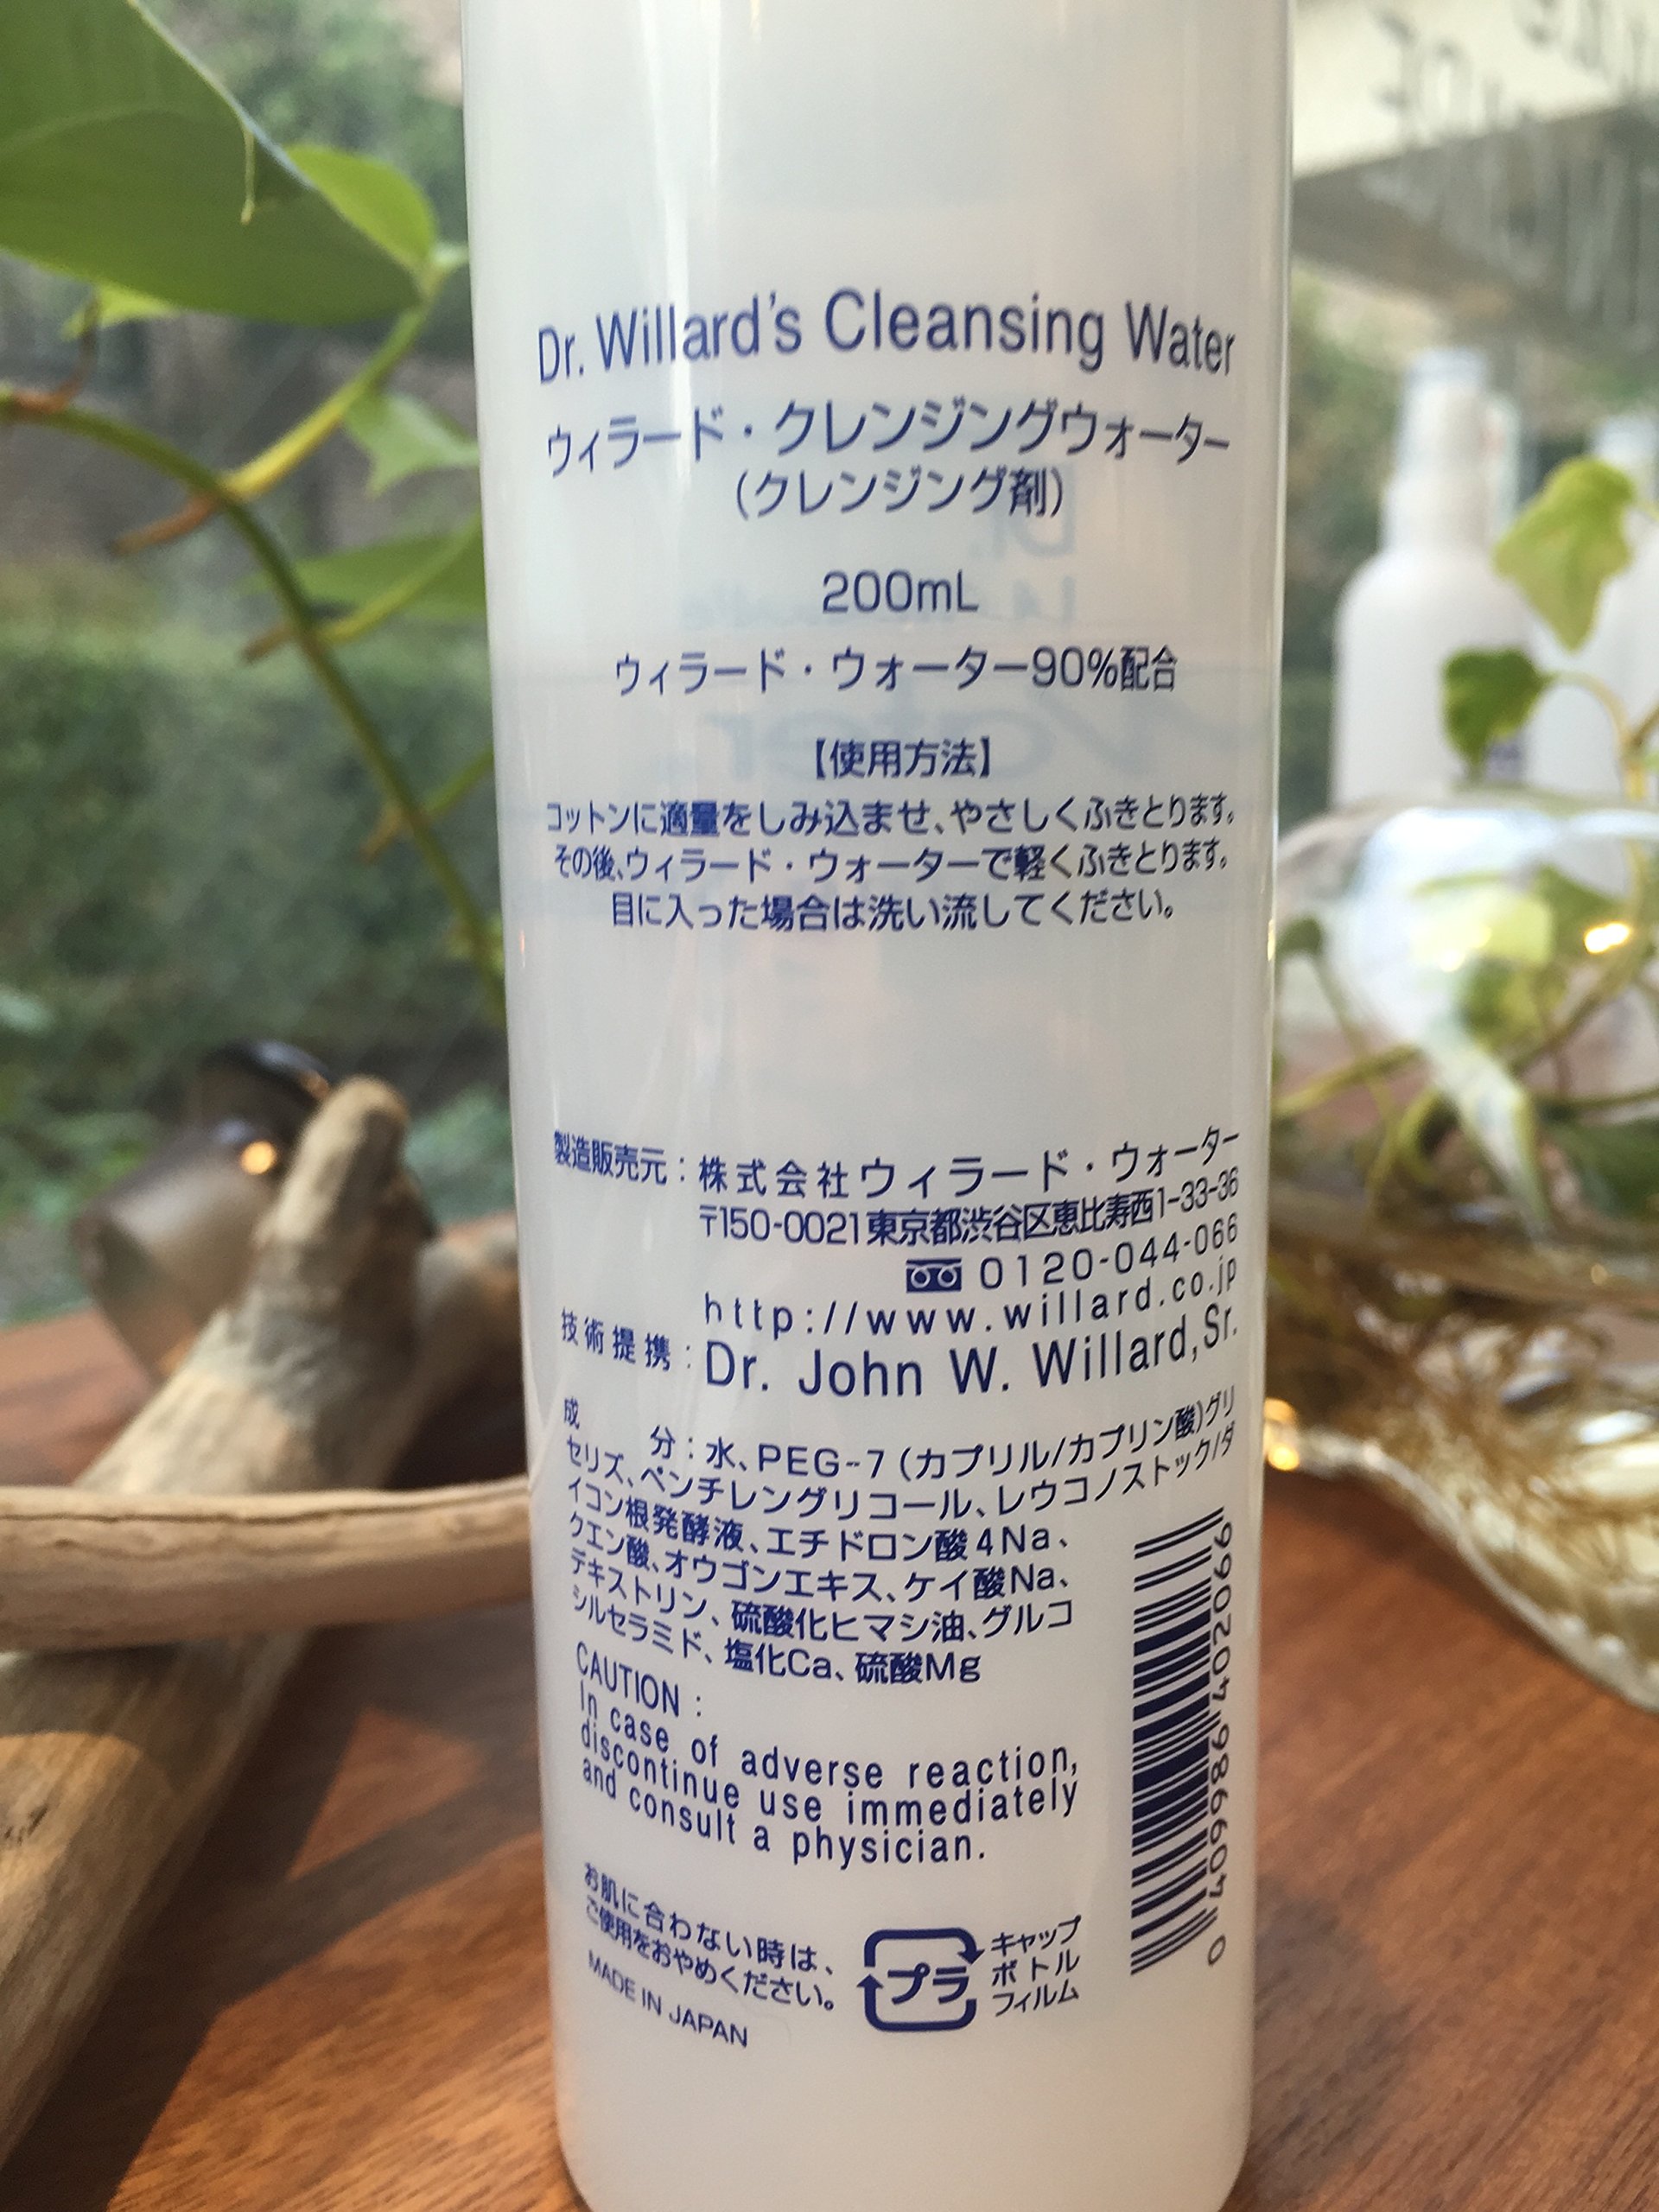 Dr. Willard's Cleansing Water
ウィラード・クレンジングウォーター
(クレンジング剤)
200mL
ウィラード・ウォーター90%配合
【使用方法】
コットンに適量をしみ込ませ、やさしくふきとります。
その後、ウィラード・ウォーターで軽くふきとります。
目に入った場合は洗い流してください。
製造販売元:株式会社ウィラード・ウォーター
〒150-0021東京都渋谷区恵比寿西1-33-36
0120-044-066
http://www.willard.co.jp
技術提携:Dr. John W. Willard, Sr.
成 分:水、PEG-7(カプリル/カプリン酸)グリ
セリズ、ペンチレングリコール、レウコノストック/ダ
イコン根発酵液、エチドロン酸4Na、
クエン酸、オウゴンエキス、ケイ酸Na、
デキストリン、硫酸化ヒマシ油、グルコ
シルセラミド、塩化Ca、硫酸Mg
CAUTION :
In case of adverse reaction,
discontinue use immediately
and consult a physician.
お肌に合わない時は、
ご使用をおやめください。
MADE IN JAPAN
プラ
キャップ
ボトル
フィルム
0 409986 402066